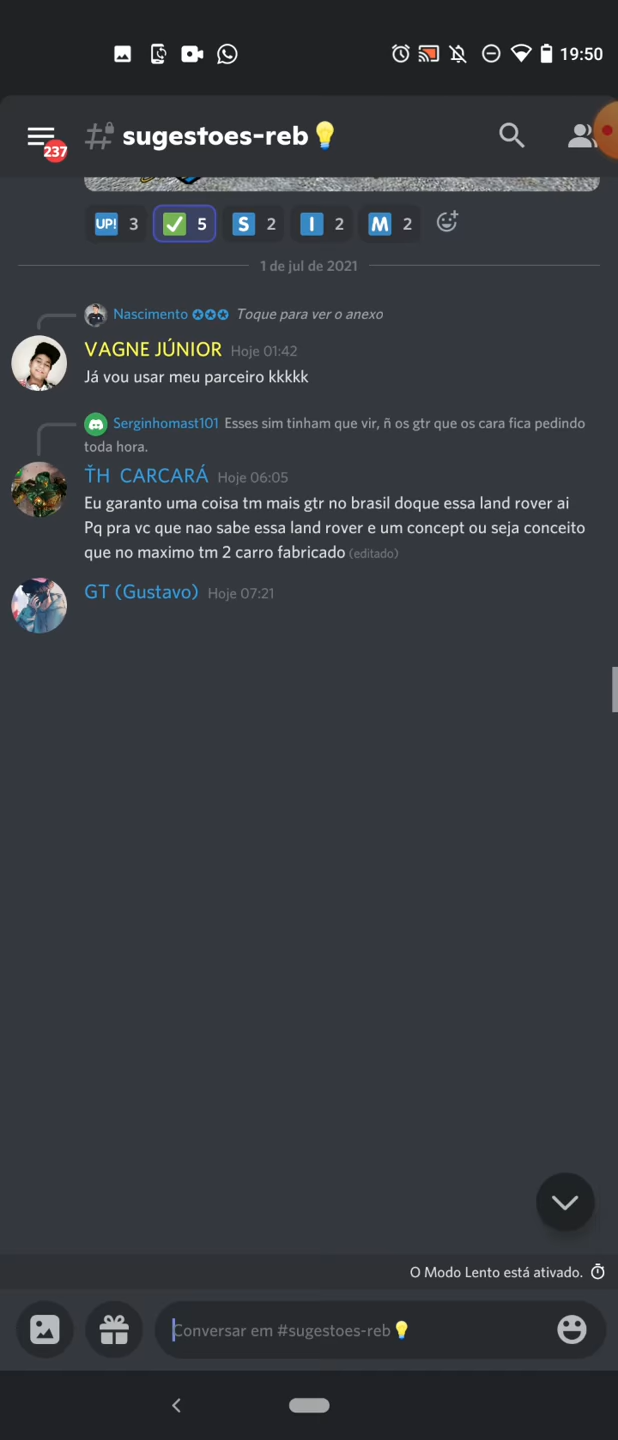 19:50
237
sugestoes-reb💡
UP! 3 ✅ 5 S 2 I 2 M 2
1 de jul de 2021
Nascimento ✪✪✪ Toque para ver o anexo
VAGNE JÚNIOR Hoje 01:42
Já vou usar meu parceiro kkkkk
Serginhomast101 Esses sim tinham que vir, ñ os gtr que os cara fica pedindo
toda hora.
ŤH CARCARÁ Hoje 06:05
Eu garanto uma coisa tm mais gtr no brasil doque essa land rover ai
Pq pra vc que nao sabe essa land rover e um concept ou seja conceito
que no maximo tm 2 carro fabricado (editado)
GT (Gustavo) Hoje 07:21
O Modo Lento está ativado.
Conversar em #sugestoes-reb💡